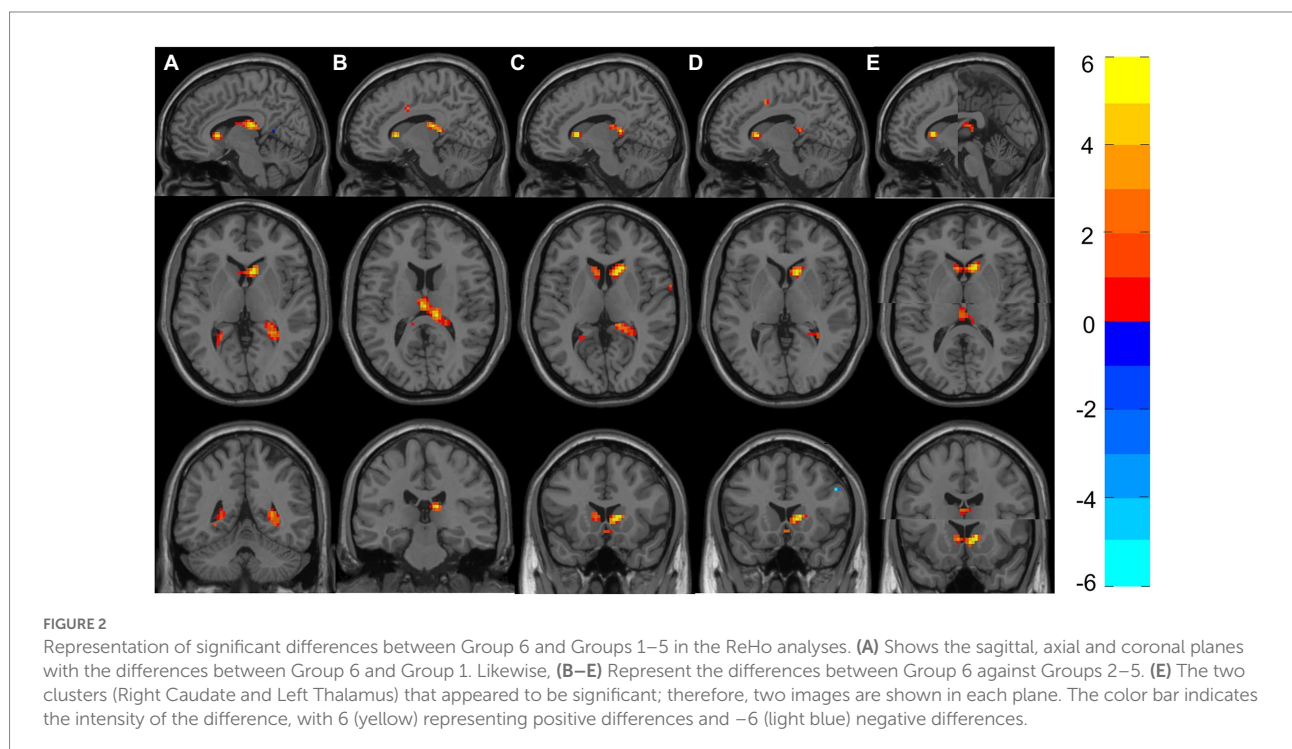 A B C D E
6
4
2
0
-2
-4
-6
FIGURE 2
Representation of significant differences between Group 6 and Groups 1–5 in the ReHo analyses. (A) Shows the sagittal, axial and coronal planes
with the differences between Group 6 and Group 1. Likewise, (B–E) Represent the differences between Group 6 against Groups 2–5. (E) The two
clusters (Right Caudate and Left Thalamus) that appeared to be significant; therefore, two images are shown in each plane. The color bar indicates
the intensity of the difference, with 6 (yellow) representing positive differences and −6 (light blue) negative differences.